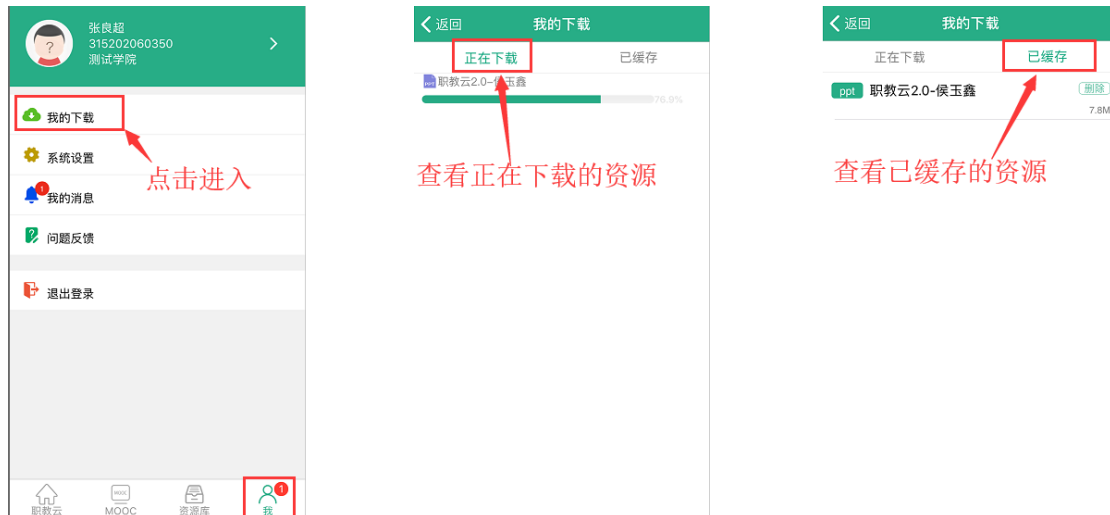 张良超
315202060350
测试学院
我的下载
系统设置
点击进入
1
我的消息
问题反馈
退出登录
职教云
MOOC
MOOC
资源库
1
我
返回
我的下载
正在下载
已缓存
职教云2.0-侯玉鑫
76.9%
查看正在下载的资源
返回
我的下载
正在下载
已缓存
ppt 职教云2.0-侯玉鑫 删除
7.8M
查看已缓存的资源